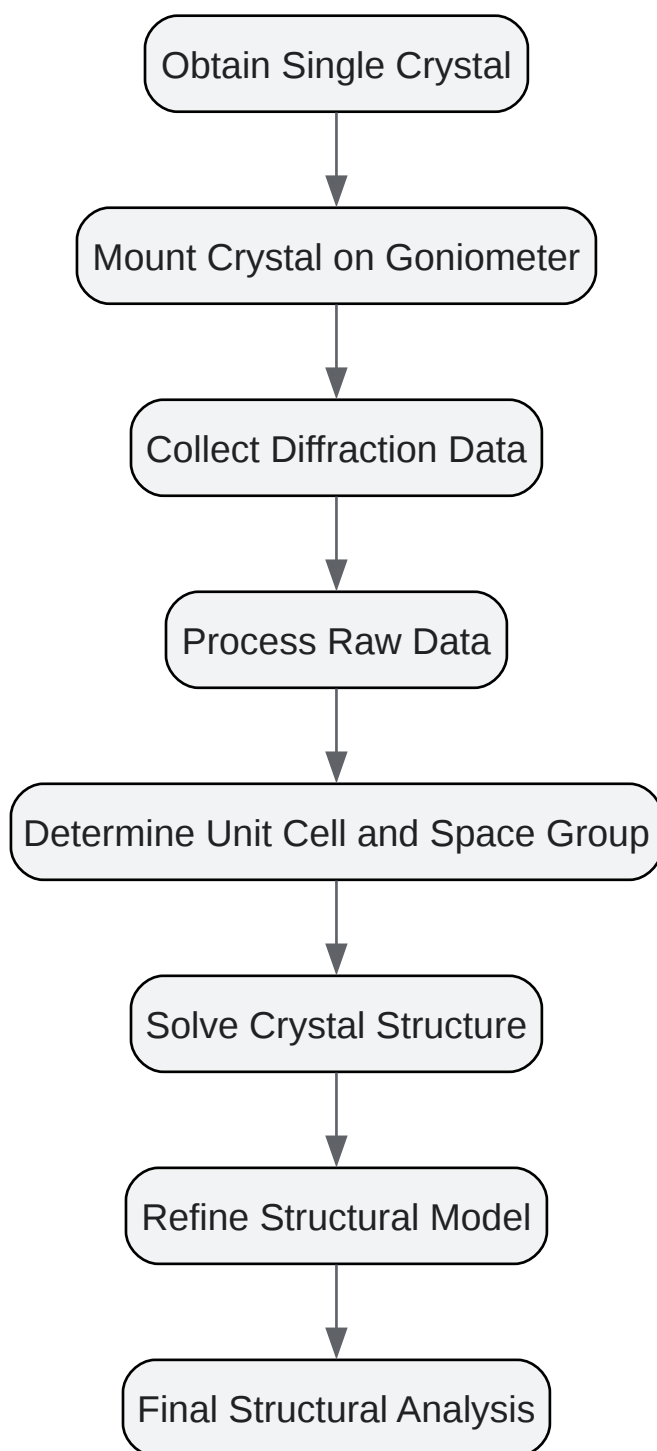 Obtain Single Crystal
Mount Crystal on Goniometer
Collect Diffraction Data
Process Raw Data
Determine Unit Cell and Space Group
Solve Crystal Structure
Refine Structural Model
Final Structural Analysis